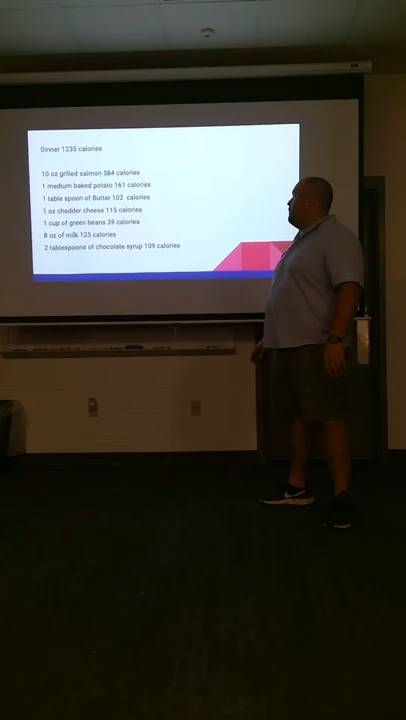 Dinner 1235 calories
10 oz grilled salmon 584 calories
1 medium baked potato 161 calories
1 table spoon of Butter 102 calories
1 oz chedder cheese 115 calories
1 cup of green beans 39 calories
8 oz of milk 125 calories
2 tablespoons of chocolate syrup 109 calories